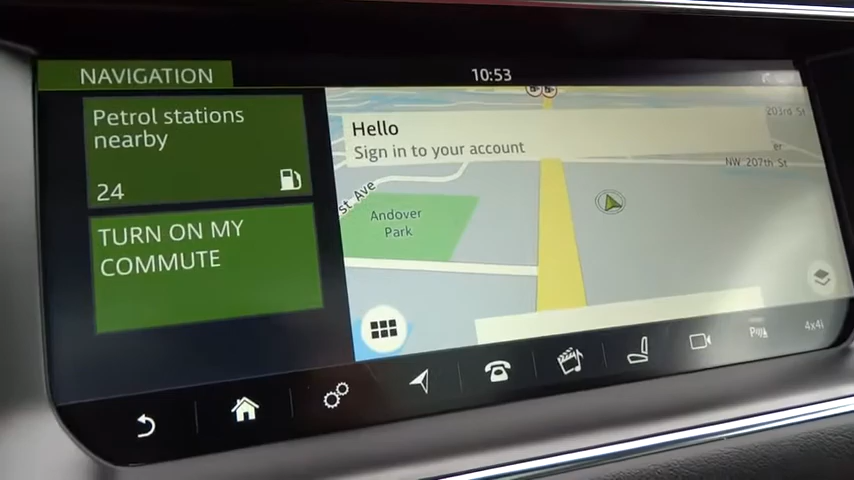 NAVIGATION
10:53
Petrol stations
nearby
24
TURN ON MY
COMMUTE
Hello
Sign in to your account
203rd St
er
NW 207th St
st Ave
Andover
Park
4x4i